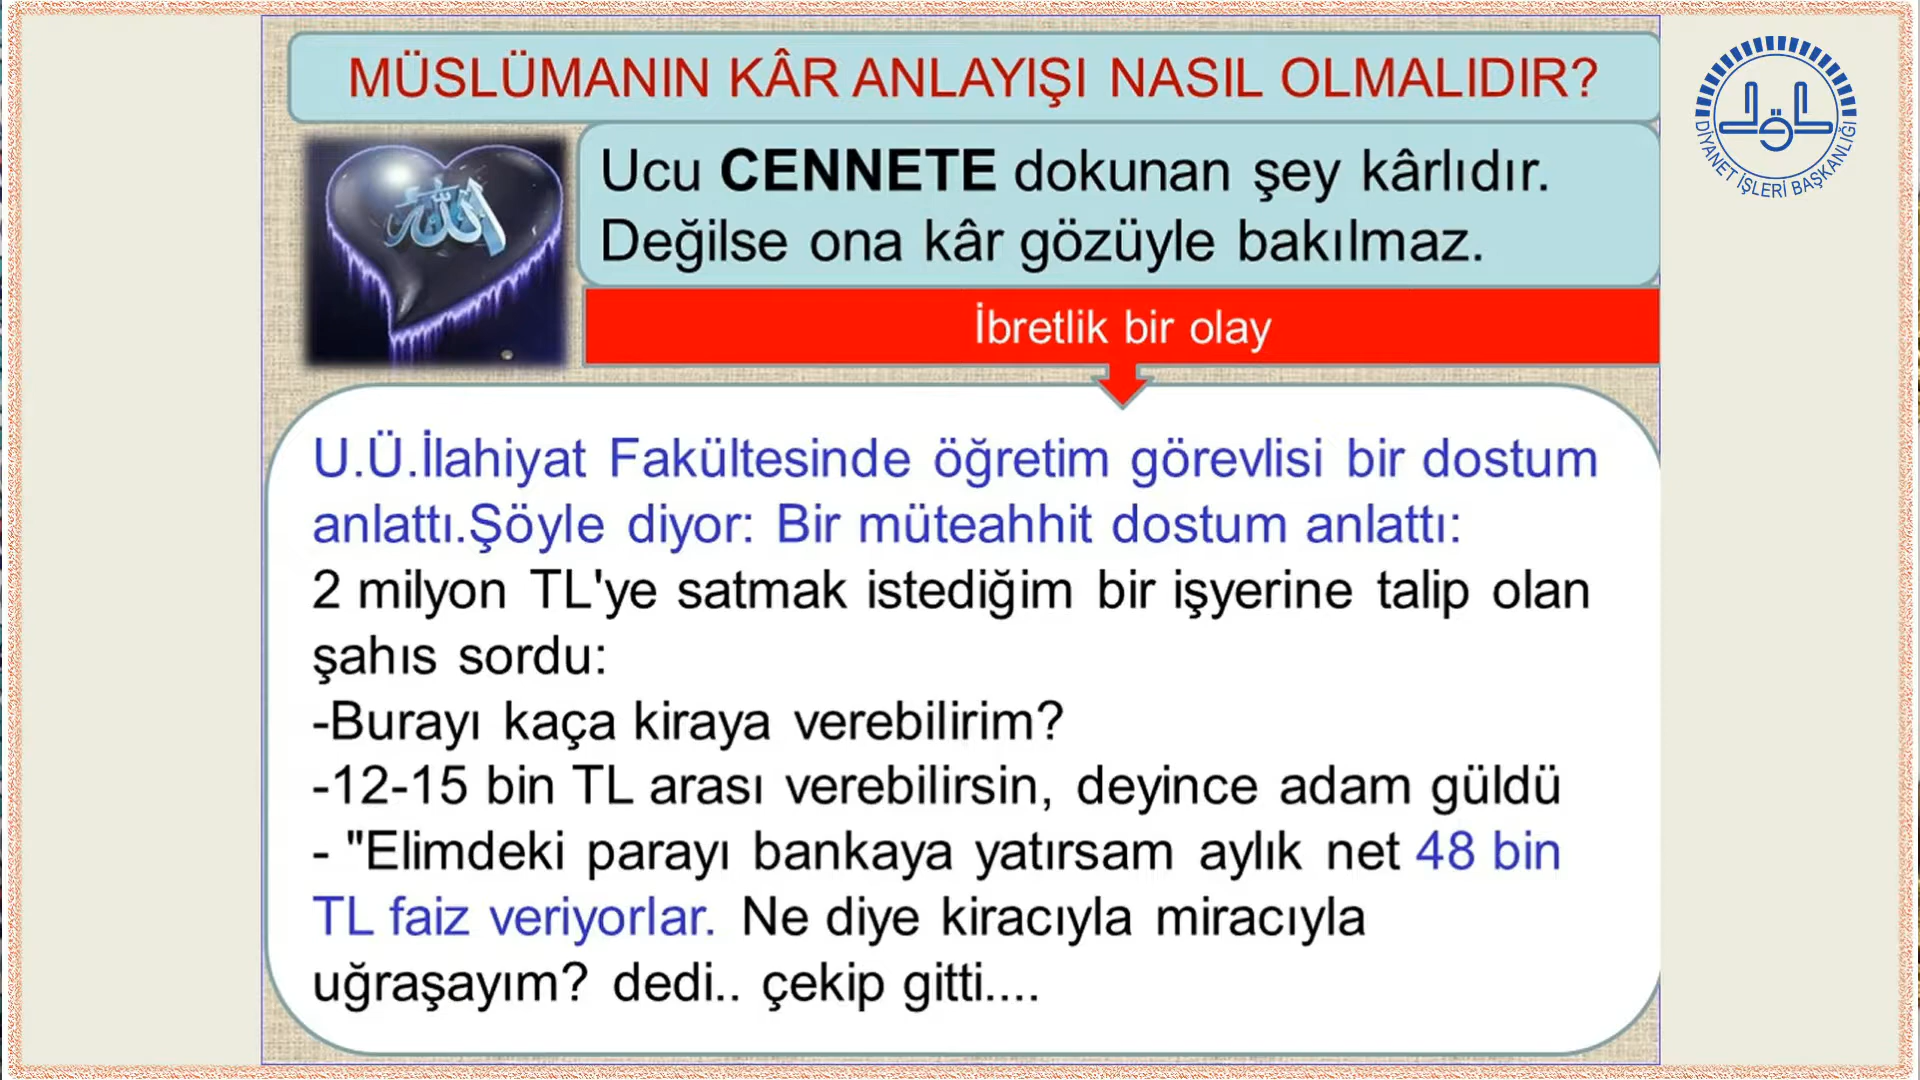 MÜSLÜMANIN KÂR ANLAYIŞI NASIL OLMALIDIR?
DİYANET İŞLERİ BAŞKANLIĞI
الله
Ucu CENNETE dokunan şey kârlıdır.
Değilse ona kâr gözüyle bakılmaz.
İbretlik bir olay
U.Ü.İlahiyat Fakültesinde öğretim görevlisi bir dostum
anlattı.Şöyle diyor: Bir müteahhit dostum anlattı:
2 milyon TL'ye satmak istediğim bir işyerine talip olan
şahıs sordu:
-Burayı kaça kiraya verebilirim?
-12-15 bin TL arası verebilirsin, deyince adam güldü
- "Elimdeki parayı bankaya yatırsam aylık net 48 bin
TL faiz veriyorlar. Ne diye kiracıyla miracıyla
uğraşayım? dedi.. çekip gitti....